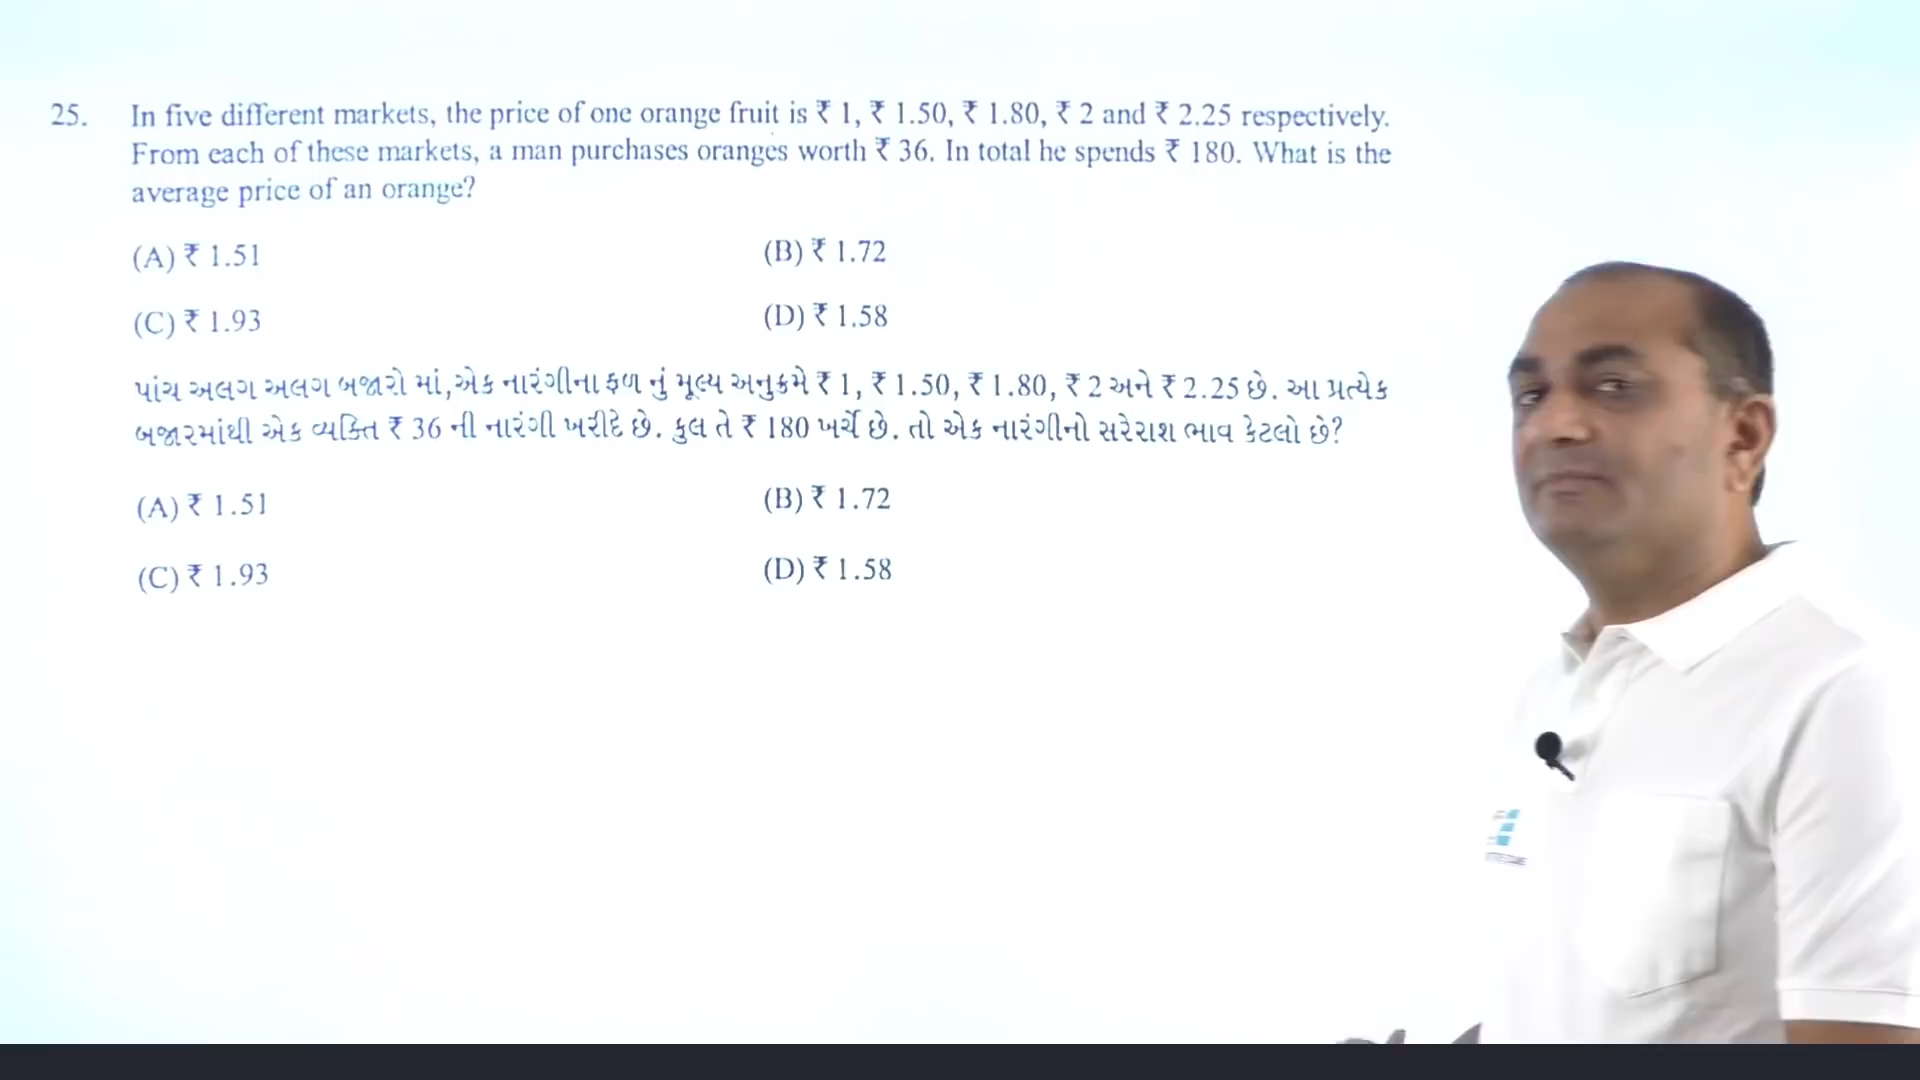 25. In five different markets, the price of one orange fruit is ₹ 1, ₹ 1.50, ₹ 1.80, ₹ 2 and ₹ 2.25 respectively.
From each of these markets, a man purchases oranges worth ₹ 36. In total he spends ₹ 180. What is the
average price of an orange?
(A) ₹ 1.51 (B) ₹ 1.72
(C) ₹ 1.93 (D) ₹ 1.58
પાંચ અલગ અલગ બજારો માં,એક નારંગીના ફળ નું મૂલ્ય અનુક્રમે ₹ 1, ₹ 1.50, ₹ 1.80, ₹ 2 અને ₹ 2.25 છે. આ પ્રત્યેક
બજારમાંથી એક વ્યક્તિ ₹ 36 ની નારંગી ખરીદે છે. કુલ તે ₹ 180 ખર્ચે છે. તો એક નારંગીનો સરેરાશ ભાવ કેટલો છે?
(A) ₹ 1.51 (B) ₹ 1.72
(C) ₹ 1.93 (D) ₹ 1.58